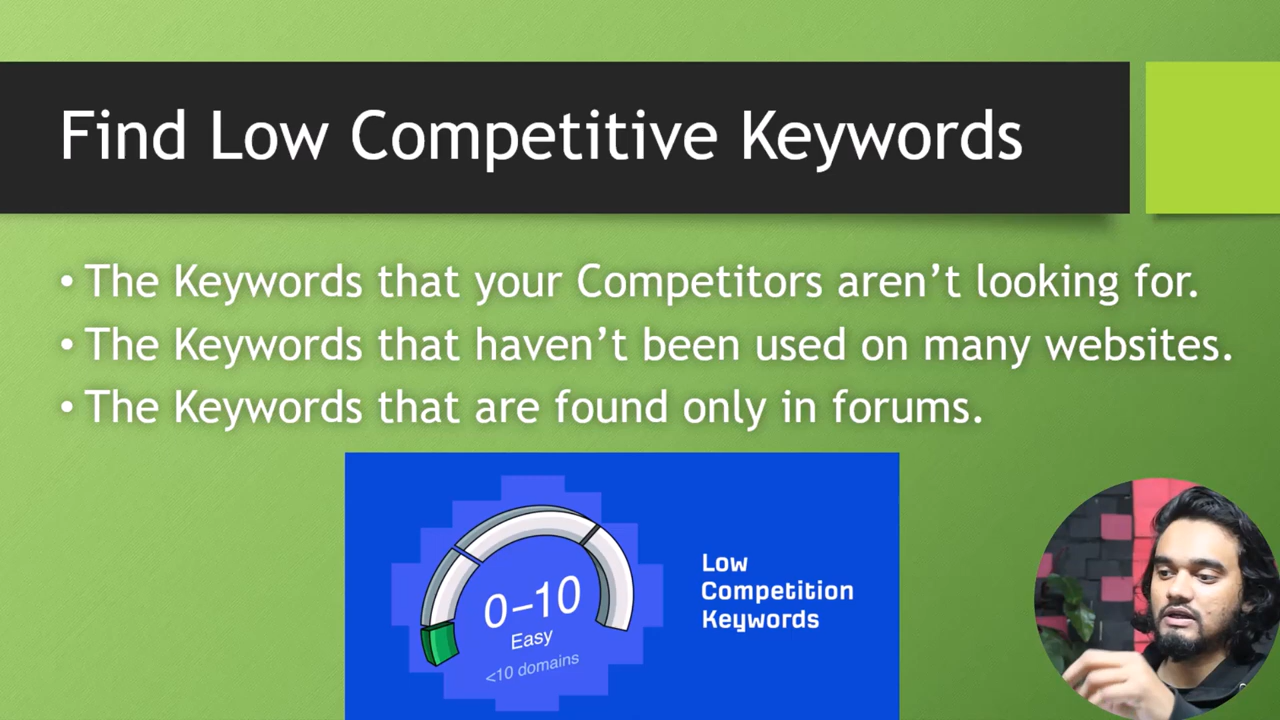 Find Low Competitive Keywords
• The Keywords that your Competitors aren’t looking for.
• The Keywords that haven’t been used on many websites.
• The Keywords that are found only in forums.
0–10
Easy
<10 domains
Low
Competition
Keywords